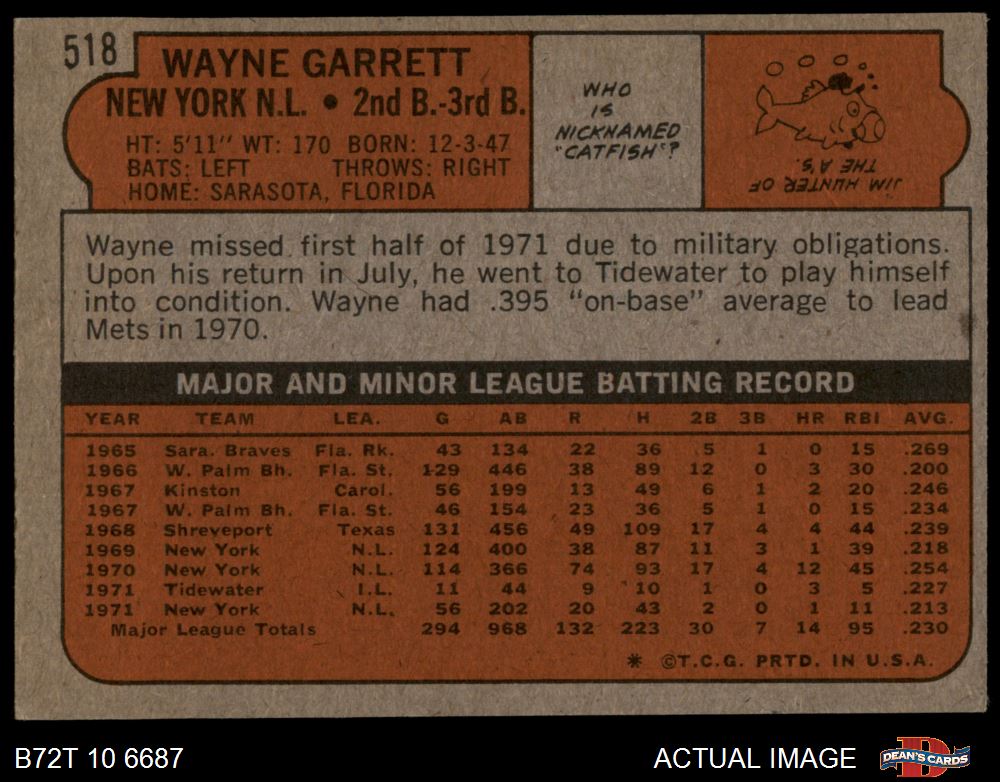 518
WAYNE GARRETT
NEW YORK N.L. • 2nd B.-3rd B.
HT: 5'11" WT: 170 BORN: 12-3-47
BATS: LEFT THROWS: RIGHT
HOME: SARASOTA, FLORIDA
WHO
IS
NICKNAMED
"CATFISH"?
JIM HUNTER OF
THE A'S.
Wayne missed first half of 1971 due to military obligations.
Upon his return in July, he went to Tidewater to play himself
into condition. Wayne had .395 "on-base" average to lead
Mets in 1970.
MAJOR AND MINOR LEAGUE BATTING RECORD
YEAR TEAM LEA. G AB R H 2B 3B HR RBI AVG.
1965 Sara. Braves Fla. Rk. 43 134 22 36 5 1 0 15 .269
1966 W. Palm Bh. Fla. St. 129 446 38 89 12 0 3 30 .200
1967 Kinston Carol. 56 199 13 49 6 1 2 20 .246
1967 W. Palm Bh. Fla. St. 46 154 23 36 5 1 0 15 .234
1968 Shreveport Texas 131 456 49 109 17 4 4 44 .239
1969 New York N.L. 124 400 38 87 11 3 1 39 .218
1970 New York N.L. 114 366 74 93 17 4 12 45 .254
1971 Tidewater I.L. 11 44 9 10 1 0 3 5 .227
1971 New York N.L. 56 202 20 43 2 0 1 11 .213
Major League Totals 294 968 132 223 30 7 14 95 .230
* ©T.C.G. PRTD. IN U.S.A.
B72T 10 6687 ACTUAL IMAGE
D
DEAN'S CARDS